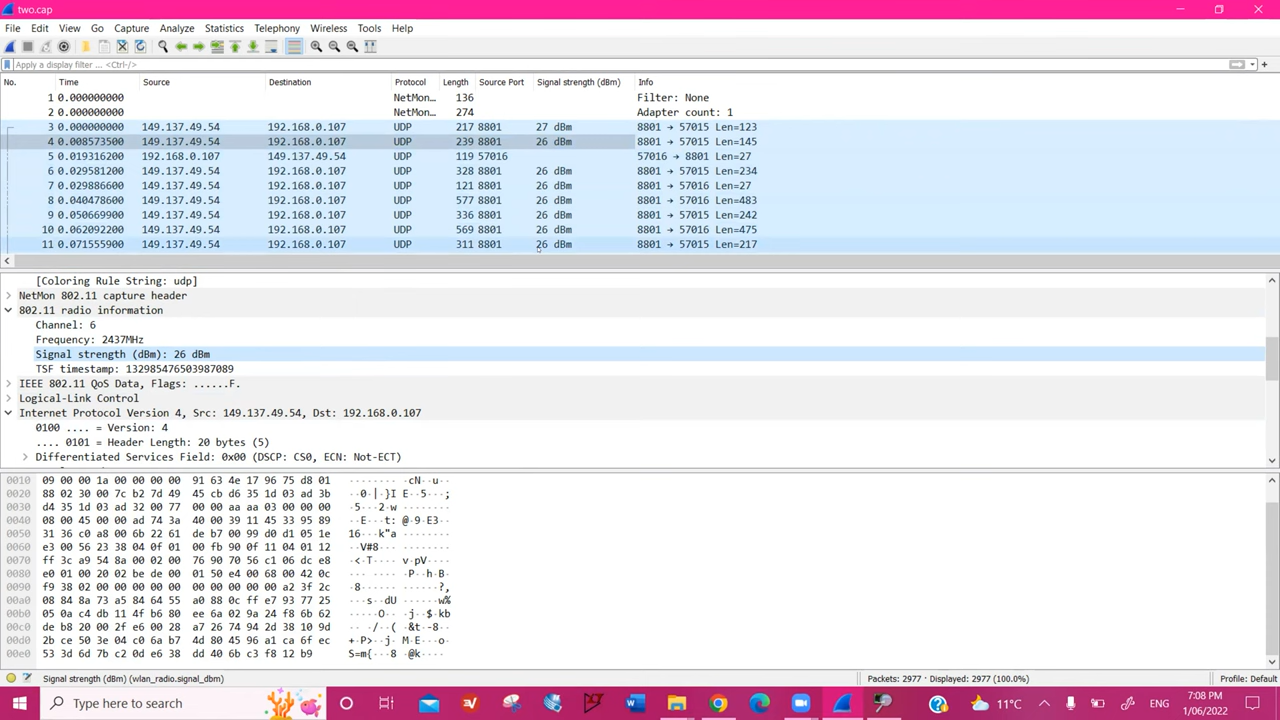 two.cap
File Edit View Go Capture Analyze Statistics Telephony Wireless Tools Help
Apply a display filter ... <Ctrl-/>
No. Time Source Destination Protocol Length Source Port Signal strength (dBm) Info
1 0.000000000 NetMon... 136 Filter: None
2 0.000000000 NetMon... 274 Adapter count: 1
3 0.000000000 149.137.49.54 192.168.0.107 UDP 217 8801 27 dBm 8801 → 57015 Len=123
4 0.008573500 149.137.49.54 192.168.0.107 UDP 239 8801 26 dBm 8801 → 57015 Len=145
5 0.019316200 192.168.0.107 149.137.49.54 UDP 119 57016 57016 → 8801 Len=27
6 0.029581200 149.137.49.54 192.168.0.107 UDP 328 8801 26 dBm 8801 → 57015 Len=234
7 0.029886600 149.137.49.54 192.168.0.107 UDP 121 8801 26 dBm 8801 → 57016 Len=27
8 0.040478600 149.137.49.54 192.168.0.107 UDP 577 8801 26 dBm 8801 → 57016 Len=483
9 0.050669900 149.137.49.54 192.168.0.107 UDP 336 8801 26 dBm 8801 → 57015 Len=242
10 0.062092200 149.137.49.54 192.168.0.107 UDP 569 8801 26 dBm 8801 → 57016 Len=475
11 0.071555900 149.137.49.54 192.168.0.107 UDP 311 8801 26 dBm 8801 → 57015 Len=217
[Coloring Rule String: udp]
NetMon 802.11 capture header
802.11 radio information
Channel: 6
Frequency: 2437MHz
Signal strength (dBm): 26 dBm
TSF timestamp: 132985476503987089
IEEE 802.11 QoS Data, Flags: ......F.
Logical-Link Control
Internet Protocol Version 4, Src: 149.137.49.54, Dst: 192.168.0.107
0100 .... = Version: 4
.... 0101 = Header Length: 20 bytes (5)
Differentiated Services Field: 0x00 (DSCP: CS0, ECN: Not-ECT)
0010 09 00 00 1a 00 00 00 00 91 63 4e 17 96 75 d8 01
0020 88 02 30 00 7c b2 7d 49 45 cb d6 35 1d 03 ad 3b
0030 d4 35 1d 03 ad 32 00 77 00 00 aa aa 03 00 00 00
0040 08 00 45 00 00 ad 74 3a 40 00 39 11 45 33 95 89
0050 31 36 c0 a8 00 6b 22 61 de b7 00 99 d0 d1 05 1e
0060 e3 00 56 23 38 04 0f 01 00 fb 90 0f 11 04 01 12
0070 ff 3c a9 54 8a 00 02 00 76 90 70 56 c1 06 dc e8
0080 e0 01 00 20 02 be de 00 01 50 e4 00 68 00 42 0c
0090 f9 38 02 00 00 00 00 00 00 00 00 00 a2 3f 2c
00a0 08 84 8a 73 a5 84 64 55 a0 88 0c ff e7 93 77 25
00b0 05 0a c4 db 11 4f b6 80 ee 6a 02 9a 24 f8 6b 62
00c0 de b8 20 00 2f e6 00 28 a7 26 74 94 2d 38 10 9d
00d0 2b ce 50 3e 04 c0 6a b7 4d 80 45 96 a1 ca 6f ec
00e0 53 3d 6d 7b c2 0d e6 38 dd 40 6b c3 f8 12 b9
Signal strength (dBm) (wlan_radio.signal_dbm) Packets: 2977 · Displayed: 2977 (100.0%) Profile: Default
Type here to search 11°C ENG 7:08 PM
1/06/2022